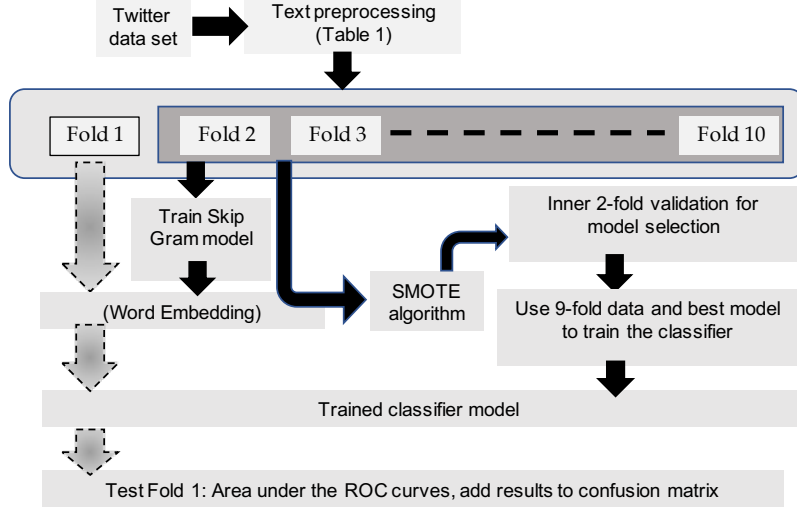 Twitter
data set
Text preprocessing
(Table 1)
Fold 1
Fold 2
Fold 3
Fold 10
Train Skip
Gram model
(Word Embedding)
SMOTE
algorithm
Inner 2-fold validation for
model selection
Use 9-fold data and best model
to train the classifier
Trained classifier model
Test Fold 1: Area under the ROC curves, add results to confusion matrix